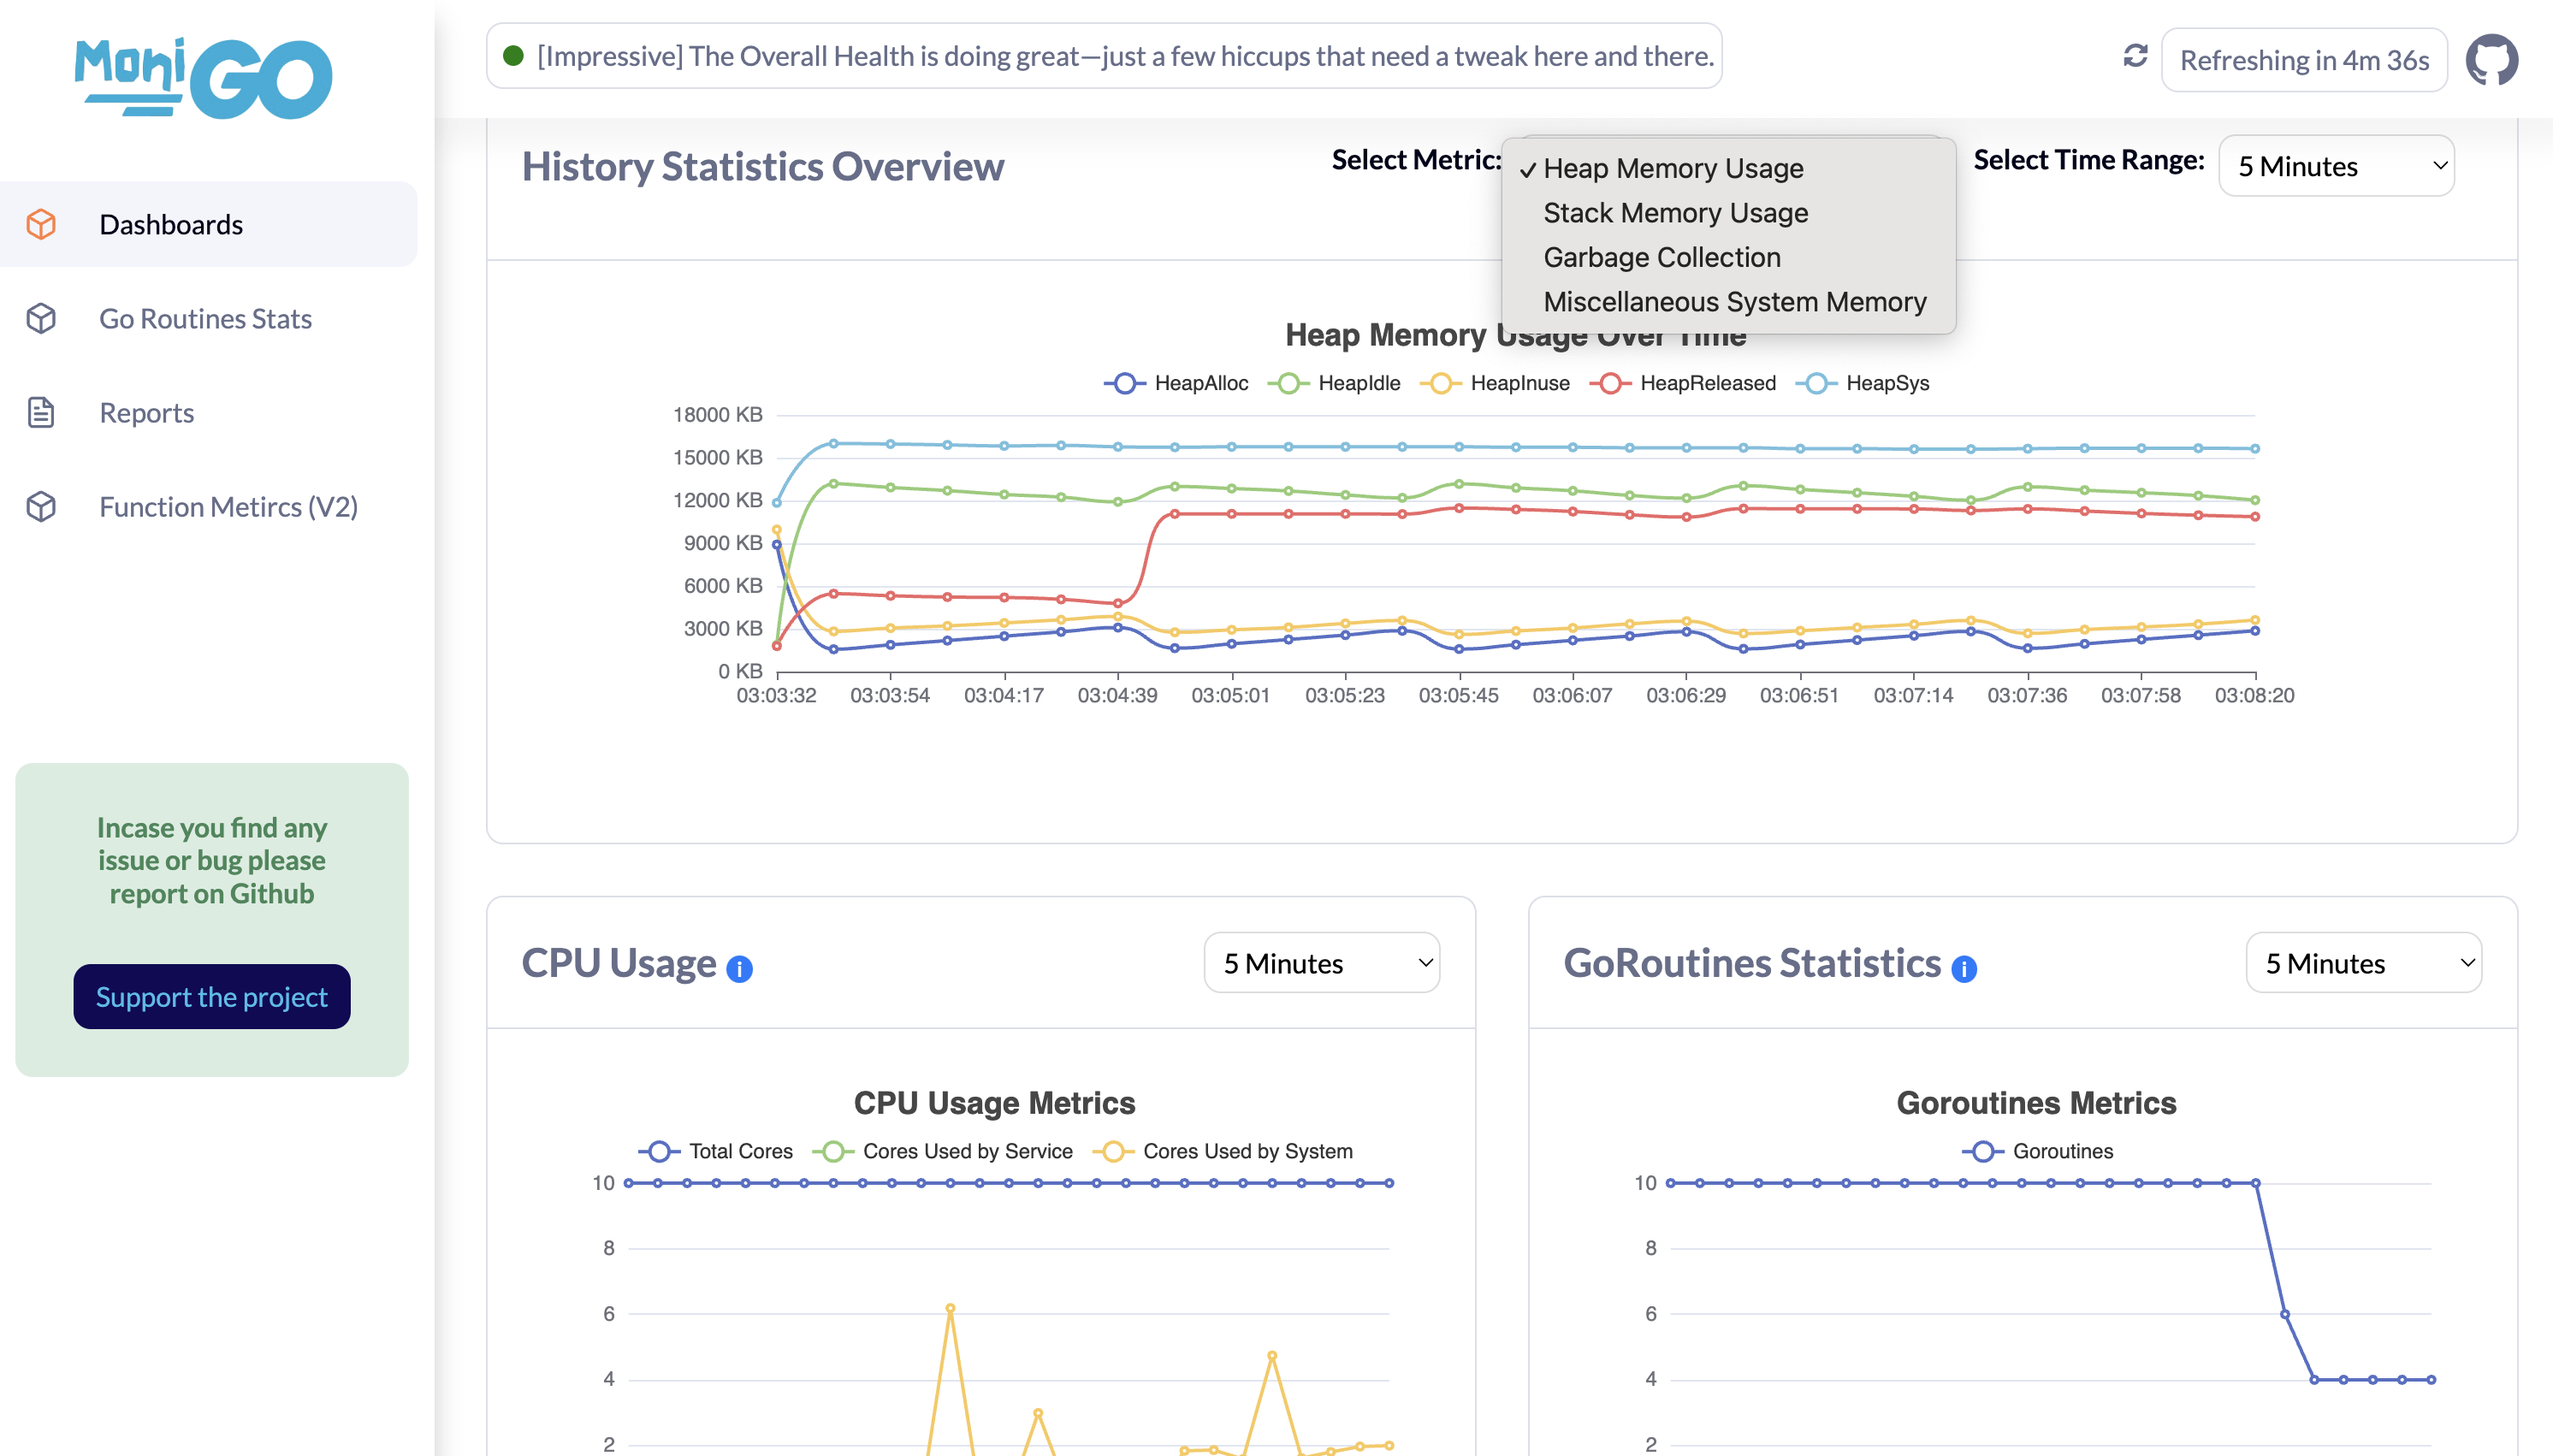 MoniGO
[Impressive] The Overall Health is doing great—just a few hiccups that need a tweak here and there.
Refreshing in 4m 36s
Dashboards
Go Routines Stats
Reports
Function Metircs (V2)
Incase you find any
issue or bug please
report on Github
Support the project
History Statistics Overview
Select Metric:
✓ Heap Memory Usage
Stack Memory Usage
Garbage Collection
Miscellaneous System Memory
Select Time Range:
5 Minutes
Heap Memory Usage Over Time
HeapAlloc HeapIdle HeapInuse HeapReleased HeapSys
18000 KB
15000 KB
12000 KB
9000 KB
6000 KB
3000 KB
0 KB
03:03:32 03:03:54 03:04:17 03:04:39 03:05:01 03:05:23 03:05:45 03:06:07 03:06:29 03:06:51 03:07:14 03:07:36 03:07:58 03:08:20
CPU Usage i
5 Minutes
CPU Usage Metrics
Total Cores Cores Used by Service Cores Used by System
10
8
6
4
2
GoRoutines Statistics i
5 Minutes
Goroutines Metrics
Goroutines
10
8
6
4
2